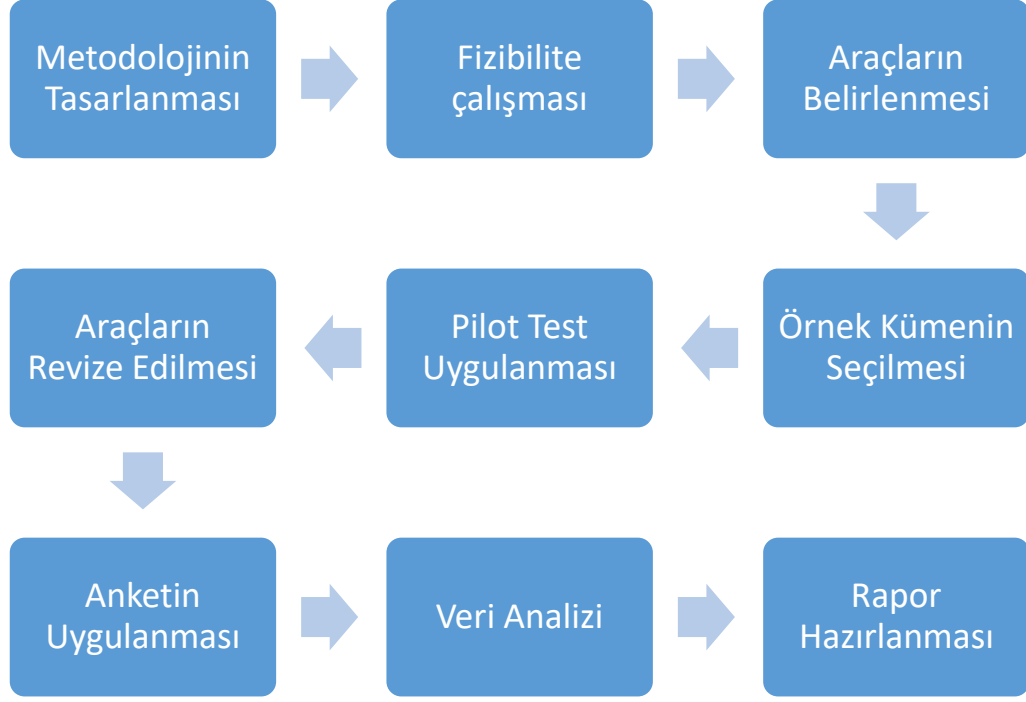 Metodolojinin
Tasarlanması
Fizibilite
çalışması
Araçların
Belirlenmesi
Örnek Kümenin
Seçilmesi
Pilot Test
Uygulanması
Araçların
Revize Edilmesi
Anketin
Uygulanması
Veri Analizi
Rapor
Hazırlanması